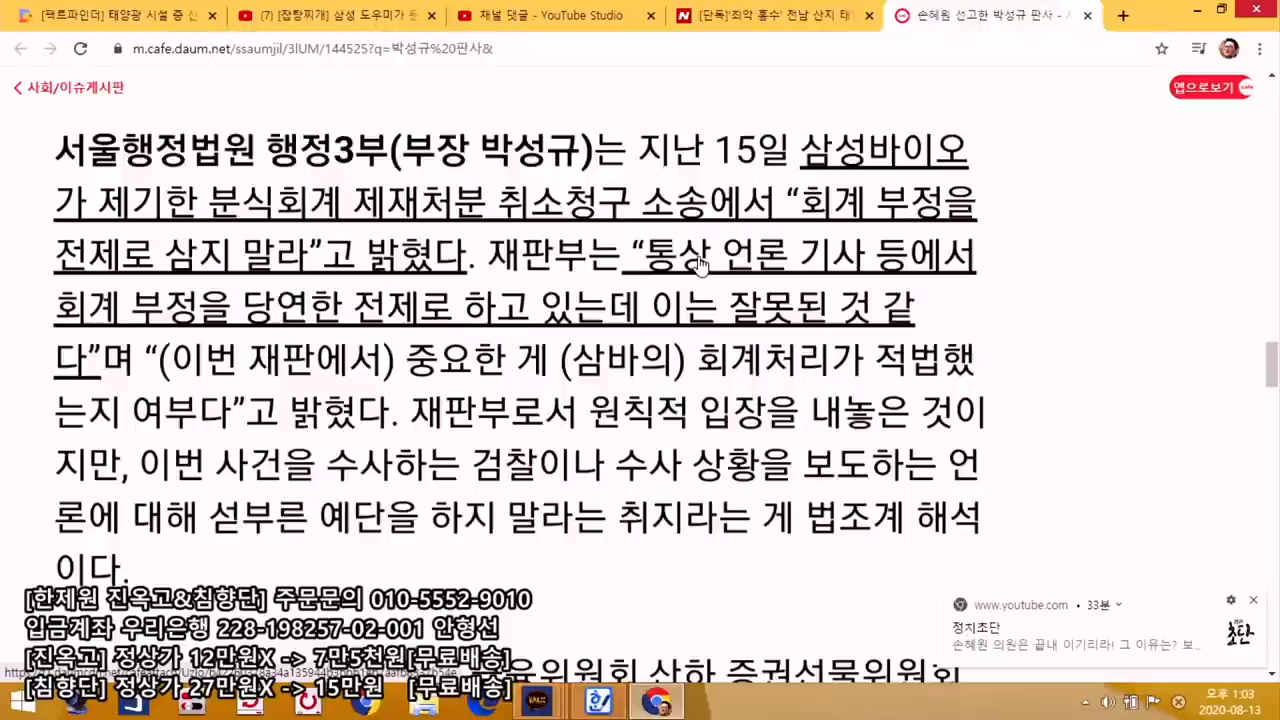 [팩트파인더] 태양광 시설 증 산
(7) [잡탕찌개] 삼성 도우미가 돈
채널 댓글 - YouTube Studio
[단독]'최악 홍수' 전남 산지 태양
손혜원 선고한 박성규 판사 -
m.cafe.daum.net/ssaumjil/3lUM/144525?q=박성규%20판사&
사회/이슈게시판
앱으로보기
서울행정법원 행정3부(부장 박성규)는 지난 15일 삼성바이오
가 제기한 분식회계 제재처분 취소청구 소송에서 “회계 부정을
전제로 삼지 말라”고 밝혔다. 재판부는 “통상 언론 기사 등에서
회계 부정을 당연한 전제로 하고 있는데 이는 잘못된 것 같
다”며 “(이번 재판에서) 중요한 게 (삼바의) 회계처리가 적법했
는지 여부다”고 밝혔다. 재판부로서 원칙적 입장을 내놓은 것이
지만, 이번 사건을 수사하는 검찰이나 수사 상황을 보도하는 언
론에 대해 섣부른 예단을 하지 말라는 취지라는 게 법조계 해석
이다.
[한제원 진옥고&침향단] 주문문의 010-5552-9010
입금계좌 우리은행 228-198257-02-001 안형선
[진옥고] 정상가 12만원X -> 7만5천원[무료배송]
[침향단] 정상가 27만원X -> 15만원 [무료배송]
위원회 산하 증권선물위원회
www.youtube.com • 33분
정치초단
손혜원 의원은 끝내 이기리라! 그 이유는? 보...
초단
TALK
오후 1:03
2020-08-13